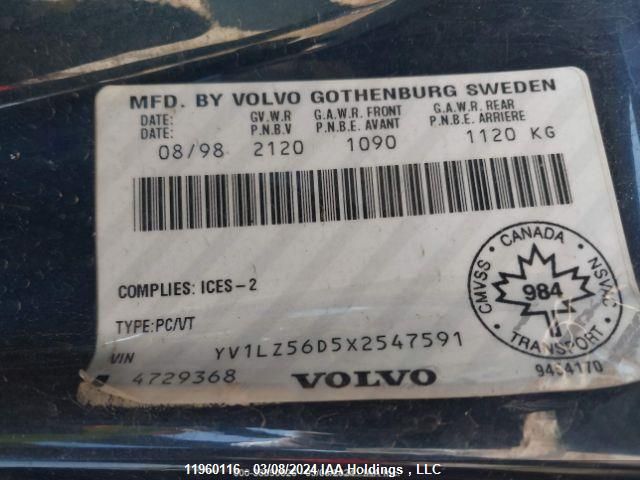 MFD. BY VOLVO GOTHENBURG SWEDEN
DATE: G.V.W.R G.A.W.R. FRONT G.A.W.R. REAR
DATE: P.N.B.V P.N.B.E. AVANT P.N.B.E. ARRIERE
08/98 2120 1090 1120 KG
COMPLIES: ICES-2
TYPE:PC/VT
CANADA
CMVSS 984 NSVAC
TRANSPORT
VIN YV1LZ56D5X2547591
4729368 VOLVO
11960116 - 03/08/2024 IAA Holdings , LLC